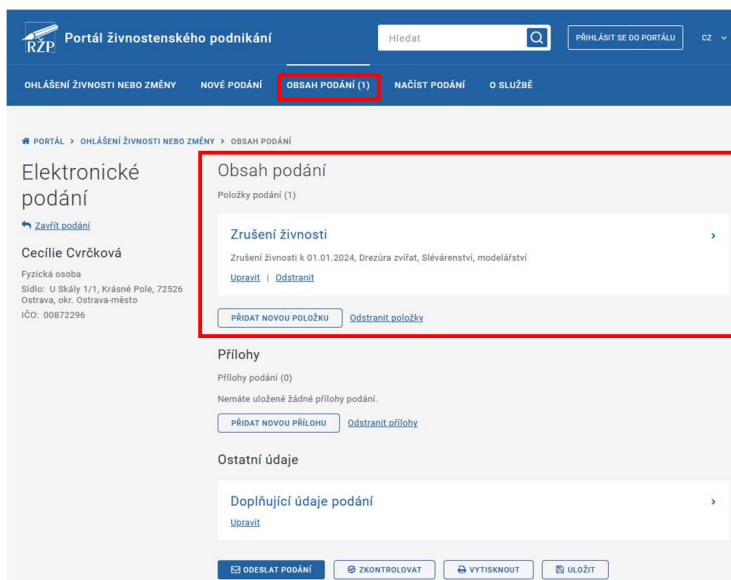 RŽP
Portál živnostenského podnikání
Hledat
PŘIHLÁSIT SE DO PORTÁLU
CZ
OHLÁŠENÍ ŽIVNOSTI NEBO ZMĚNY
NOVÉ PODÁNÍ
OBSAH PODÁNÍ (1)
NAČÍST PODÁNÍ
O SLUŽBĚ
PORTÁL > OHLÁŠENÍ ŽIVNOSTI NEBO ZMĚNY > OBSAH PODÁNÍ
Elektronické
podání
Zavřít podání
Cecílie Cvrčková
Fyzická osoba
Sídlo: U Skály 1/1, Krásné Pole, 72526
Ostrava, okr. Ostrava-město
IČO: 00872296
Obsah podání
Položky podání (1)
Zrušení živnosti
Zrušení živnosti k 01.01.2024, Drezúra zvířat, Slévárenství, modelářství
Upravit | Odstranit
PŘIDAT NOVOU POLOŽKU
Odstranit položky
Přílohy
Přílohy podání (0)
Nemáte uložené žádné přílohy podání.
PŘIDAT NOVOU PŘÍLOHU
Odstranit přílohy
Ostatní údaje
Doplňující údaje podání
Upravit
ODESLAT PODÁNÍ
ZKONTROLOVAT
VYTISKNOUT
ULOŽIT